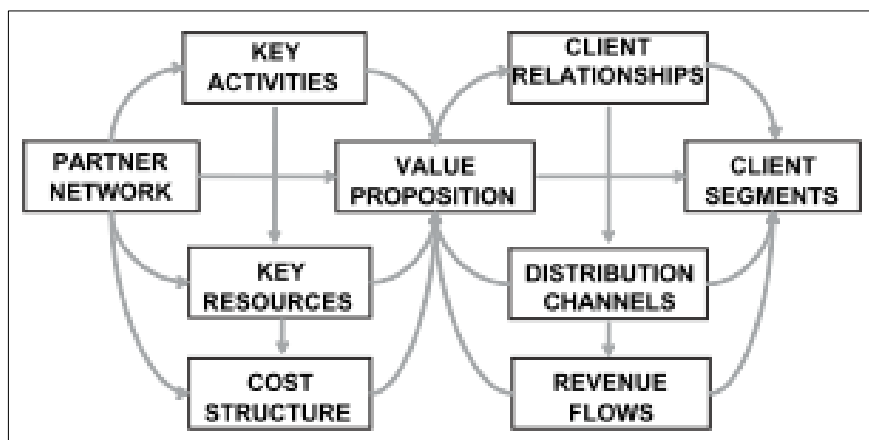 KEY
ACTIVITIES
CLIENT
RELATIONSHIPS
PARTNER
NETWORK
VALUE
PROPOSITION
CLIENT
SEGMENTS
KEY
RESOURCES
DISTRIBUTION
CHANNELS
COST
STRUCTURE
REVENUE
FLOWS